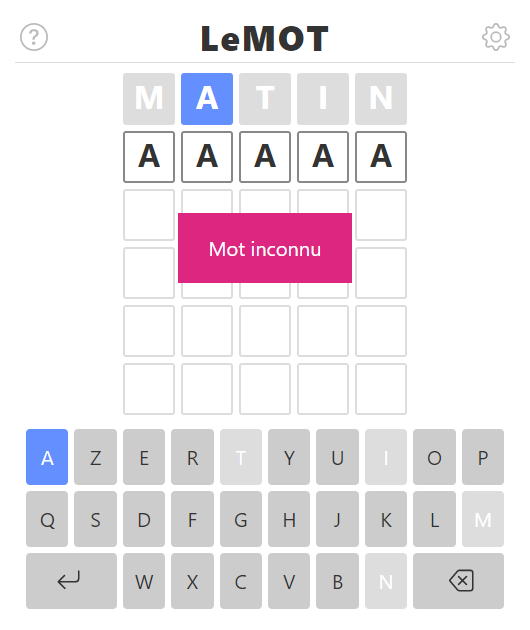 ?
LeMOT
M A T I N
A A A A A
Mot inconnu
A Z E R T Y U I O P
Q S D F G H J K L M
W X C V B N